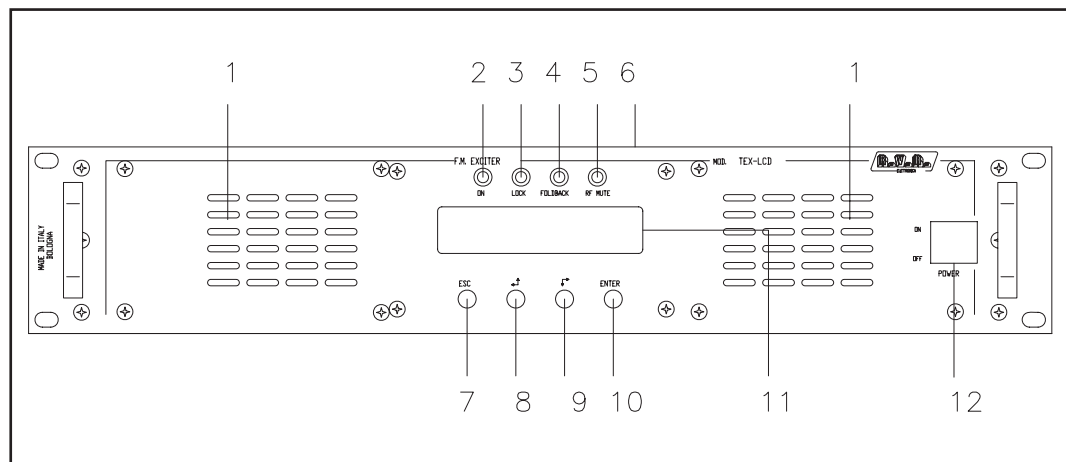 1 2 3 4 5 6 1
F.M. EXCITER MOD. TEX-LCD R.V.R.
ELETTRONICA
ON LOCK FOLDBACK RF MUTE
MADE IN ITALY
BOLOGNA
ON
OFF
POWER
ESC ENTER
7 8 9 10 11 12